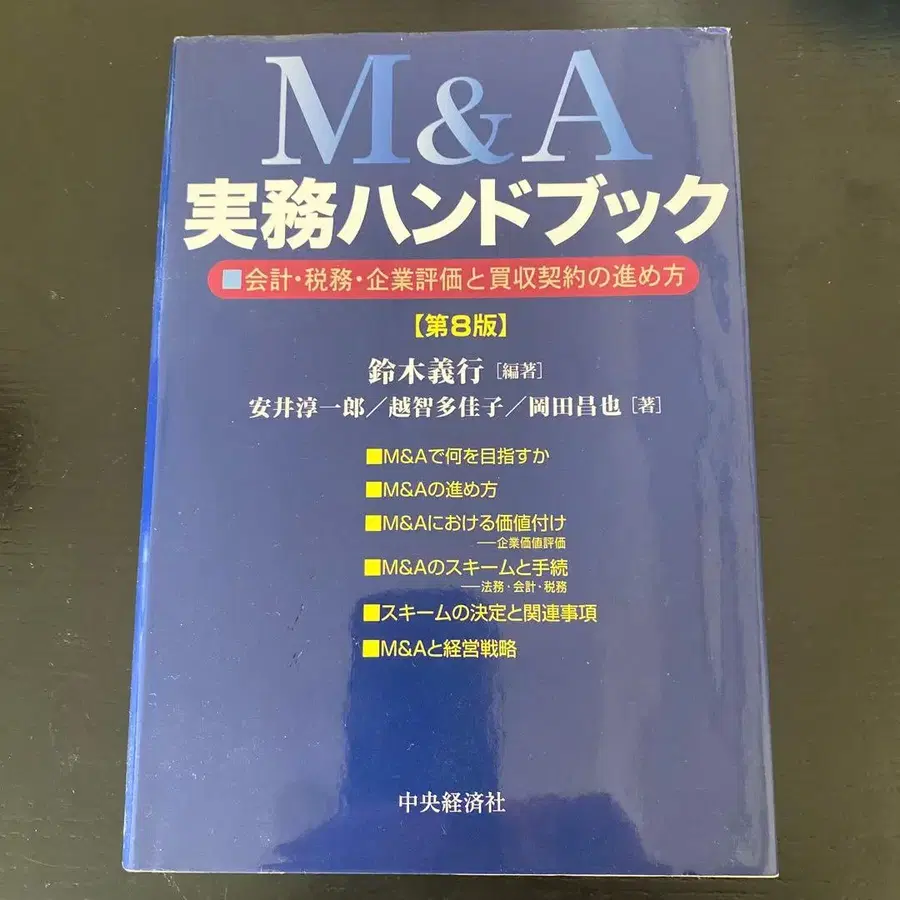 M&A
実務ハンドブック
■会計・税務・企業評価と買収契約の進め方
【第8版】
鈴木義行[編著]
安井淳一郎/越智多佳子/岡田昌也[著]
■M&Aで何を目指すか
■M&Aの進め方
■M&Aにおける価値付け
――企業価値評価
■M&Aのスキームと手続
――法務・会計・税務
■スキームの決定と関連事項
■M&Aと経営戦略
中央経済社